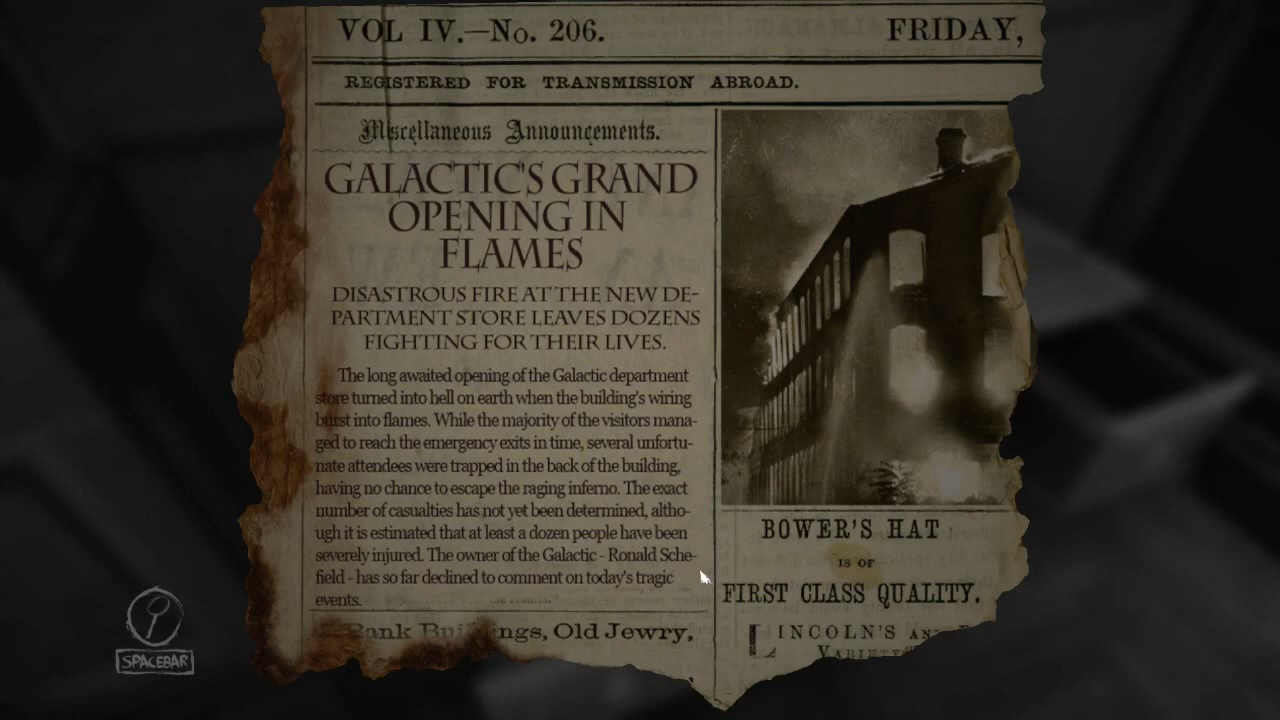 VOL IV.—No. 206.
FRIDAY,
REGISTERED FOR TRANSMISSION ABROAD.
Miscellaneous Announcements.
GALACTIC'S GRAND
OPENING IN
FLAMES
DISASTROUS FIRE AT THE NEW DE-
PARTMENT STORE LEAVES DOZENS
FIGHTING FOR THEIR LIVES.
The long awaited opening of the Galactic department
store turned into hell on earth when the building's wiring
burst into flames. While the majority of the visitors mana-
ged to reach the emergency exits in time, several unfortu-
nate attendees were trapped in the back of the building,
having no chance to escape the raging inferno. The exact
number of casualties has not yet been determined, altho-
ugh it is estimated that at least a dozen people have been
severely injured. The owner of the Galactic - Ronald Sche-
field - has so far declined to comment on today's tragic
events.
Bank Buildings, Old Jewry,
BOWER'S HAT
IS OF
FIRST CLASS QUALITY.
LINCOLN'S
VARIETY
SPACEBAR